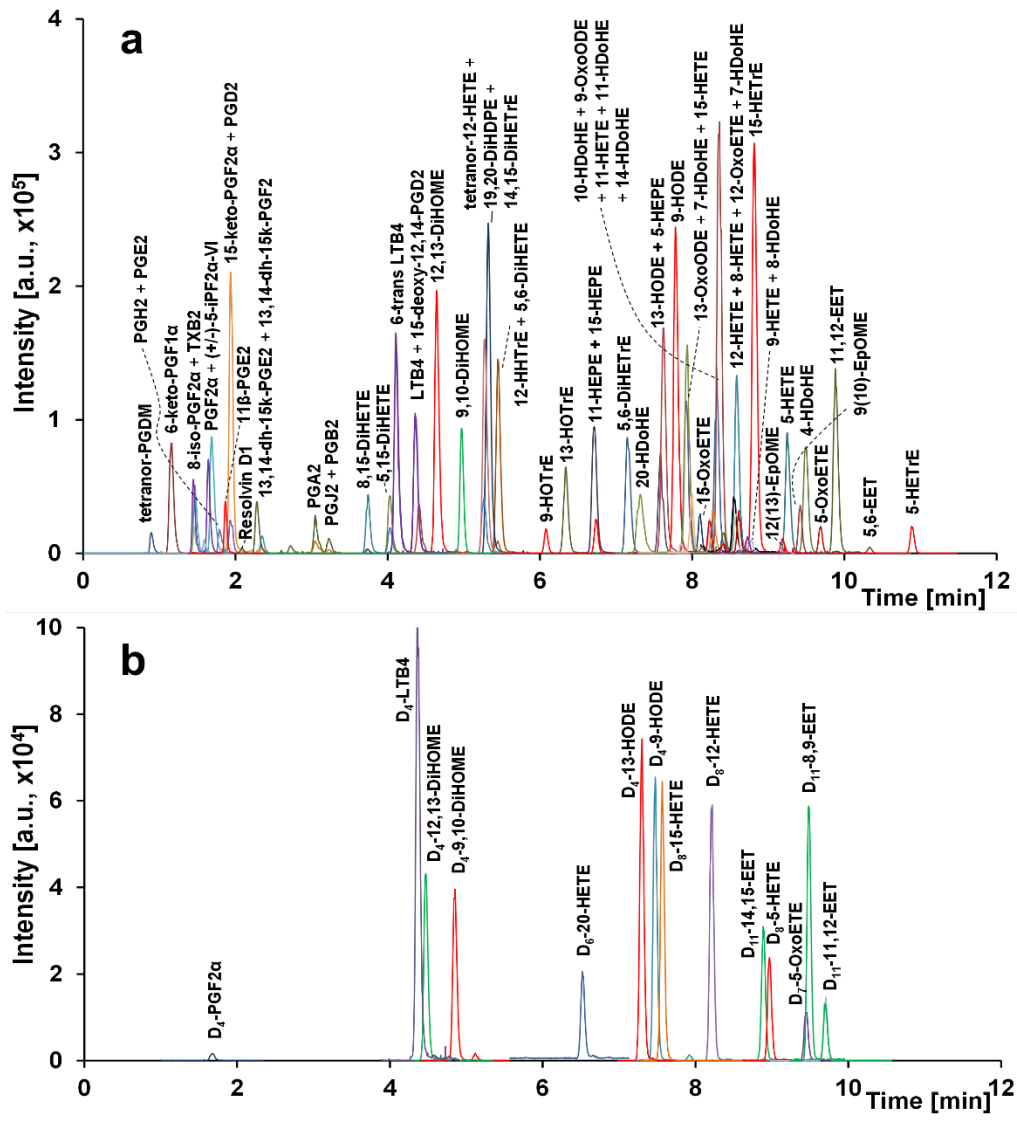 a
Intensity [a.u., x10⁵]
4
3
2
1
0
tetranor-PGDM
PGH2 + PGE2
6-keto-PGF1α
8-iso-PGF2α + TXB2
PGF2α + (+/-)-5-iPF2α-VI
11β-PGE2
15-keto-PGF2α + PGD2
Resolvin D1
13,14-dh-15k-PGE2 + 13,14-dh-15k-PGF2
PGA2
PGJ2 + PGB2
8,15-DiHETE
5,15-DiHETE
6-trans LTB4
LTB4 + 15-deoxy-12,14-PGD2
12,13-DiHOME
9,10-DiHOME
tetranor-12-HETE +
19,20-DiHDPE +
14,15-DiHETrE
12-HHTrE + 5,6-DiHETE
9-HOTrE
13-HOTrE
11-HEPE + 15-HEPE
5,6-DiHETrE
20-HDoHE
10-HDoHE + 9-OxoODE
+ 11-HETE + 11-HDoHE
+ 14-HDoHE
13-HODE + 5-HEPE
9-HODE
13-OxoODE + 7-HDoHE + 15-HETE
15-OxoETE
12-HETE + 8-HETE + 12-OxoETE + 7-HDoHE
15-HETrE
9-HETE + 8-HDoHE
12(13)-EpOME
5-HETE
4-HDoHE
5-OxoETE
11,12-EET
9(10)-EpOME
5,6-EET
5-HETrE
0 2 4 6 8 10 12
Time [min]
b
Intensity [a.u., x10⁴]
10
8
6
4
2
0
D₄-PGF2α
D₄-LTB4
D₄-12,13-DiHOME
D₄-9,10-DiHOME
D₆-20-HETE
D₄-13-HODE
D₄-9-HODE
D₈-15-HETE
D₈-12-HETE
D₁₁-14,15-EET
D₈-5-HETE
D₇-5-OxoETE
D₁₁-8,9-EET
D₁₁-11,12-EET
0 2 4 6 8 10 12
Time [min]